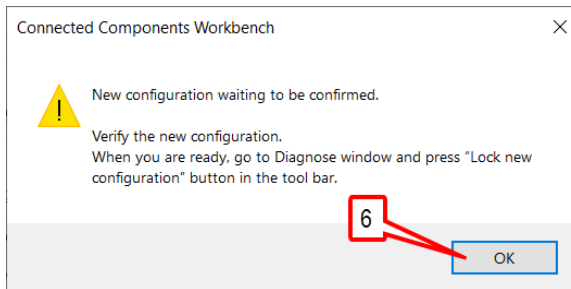 Connected Components Workbench
New configuration waiting to be confirmed.
Verify the new configuration.
When you are ready, go to Diagnose window and press "Lock new
configuration" button in the tool bar.
6
OK